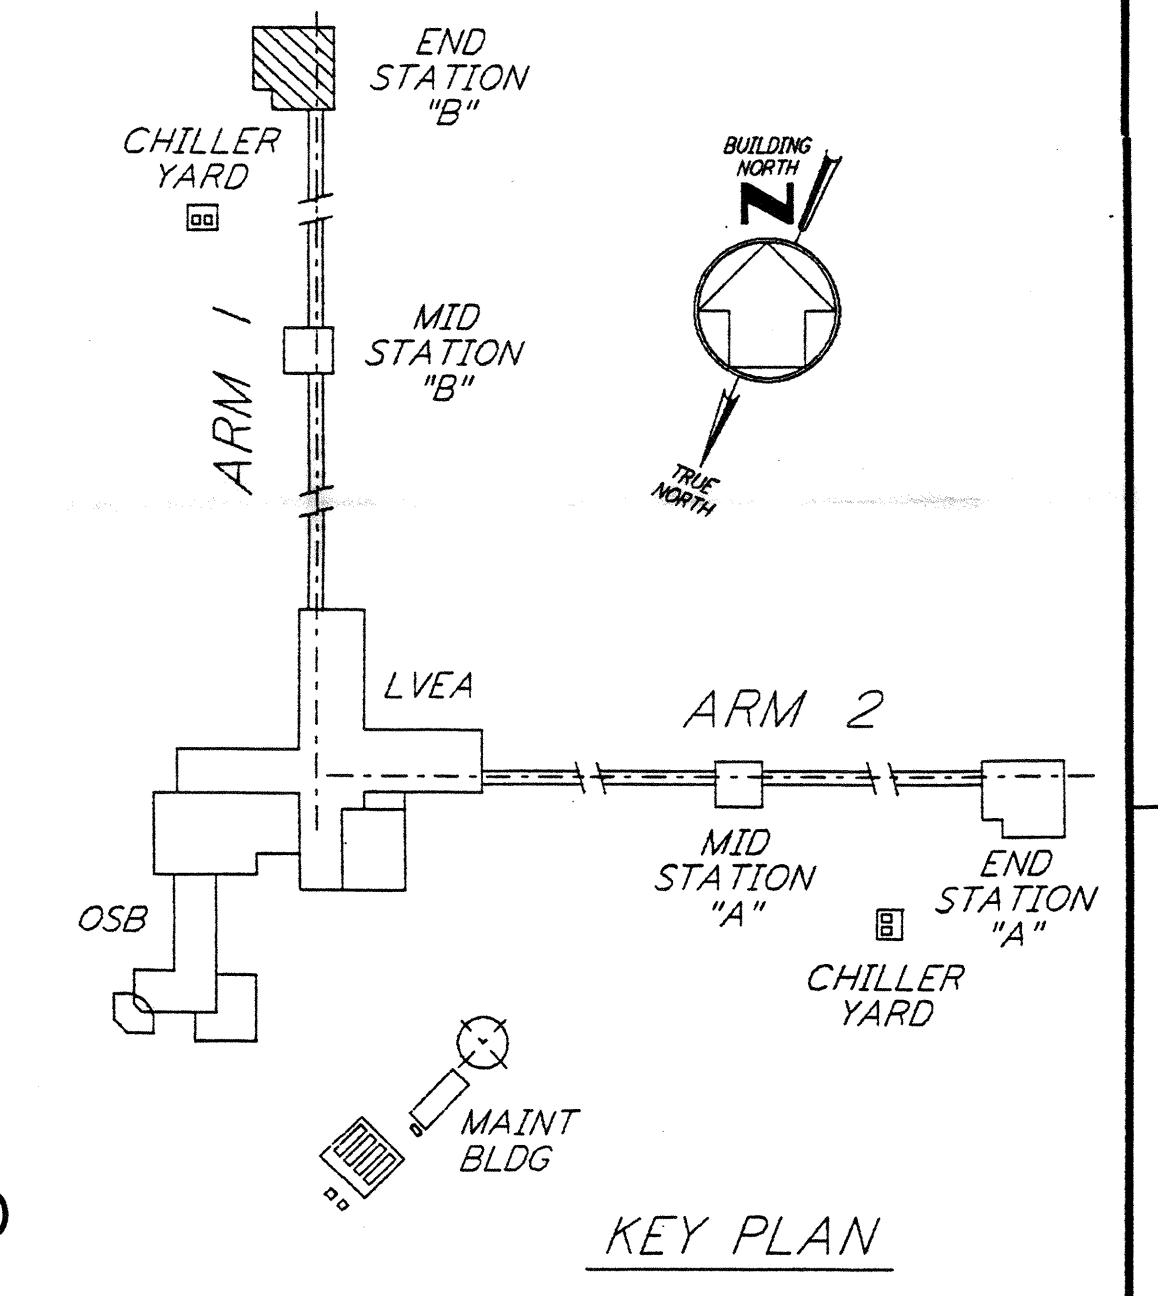 END
STATION
"B"
CHILLER
YARD
BUILDING
NORTH
N
MID
STATION
"B"
ARM 1
TRUE
NORTH
LVEA
ARM 2
MID
STATION
"A"
END
STATION
"A"
OSB
CHILLER
YARD
MAINT
BLDG
KEY PLAN